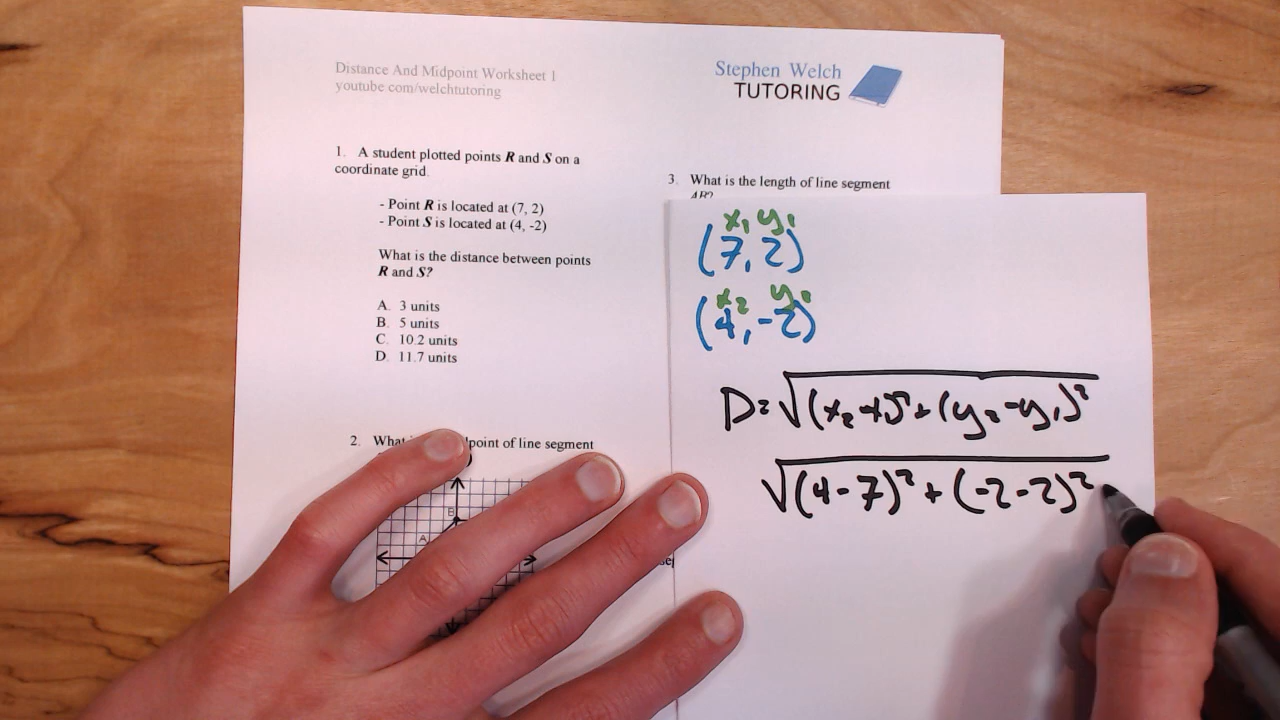 Distance And Midpoint Worksheet 1
youtube com/welchtutoring
Stephen Welch
TUTORING
1. A student plotted points R and S on a
coordinate grid.
- Point R is located at (7, 2)
- Point S is located at (4, -2)
What is the distance between points
R and S?
A. 3 units
B. 5 units
C. 10.2 units
D. 11.7 units
2. What point of line segment
B
A
3. What is the length of line segment
AB?
x₁ y₁
(7, 2)
x₂ y₂
(4, -2)
D = √(x₂-x₁)² + (y₂-y₁)²
√(4-7)² + (-2-2)²